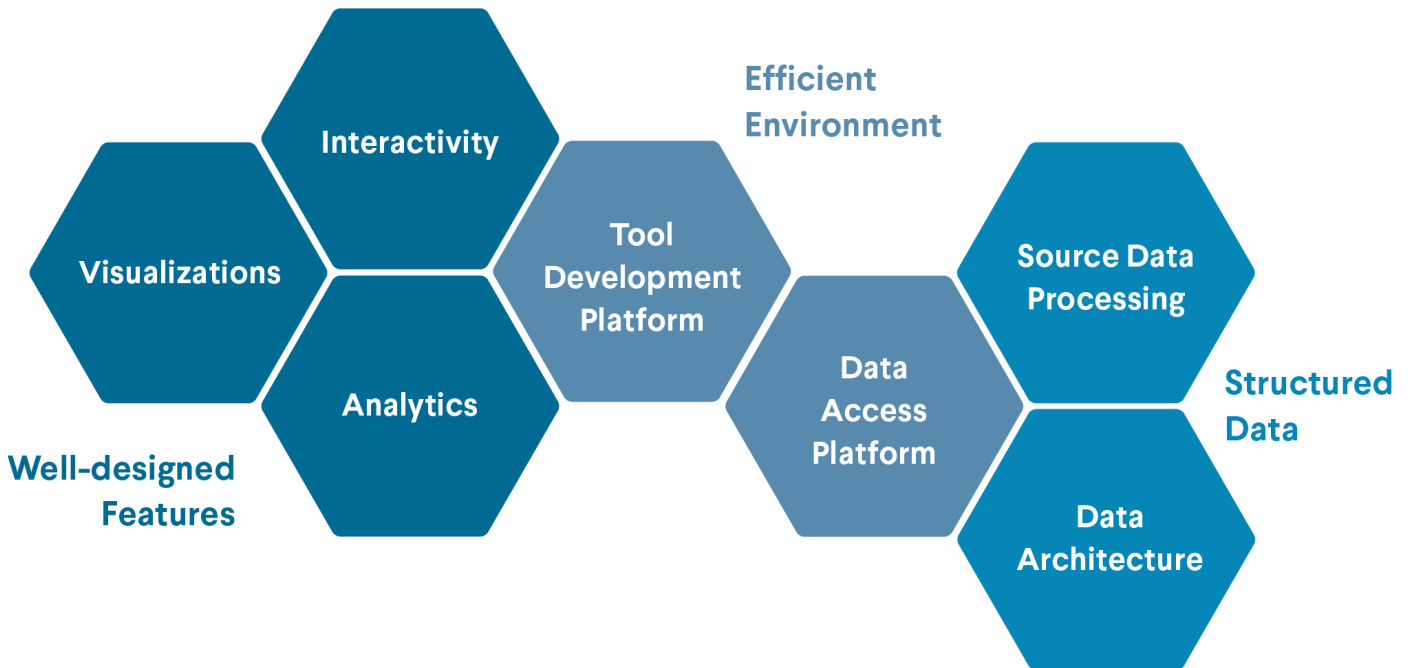 Efficient
Environment
Interactivity
Visualizations
Tool
Development
Platform
Source Data
Processing
Analytics
Data
Access
Platform
Structured
Data
Well-designed
Features
Data
Architecture